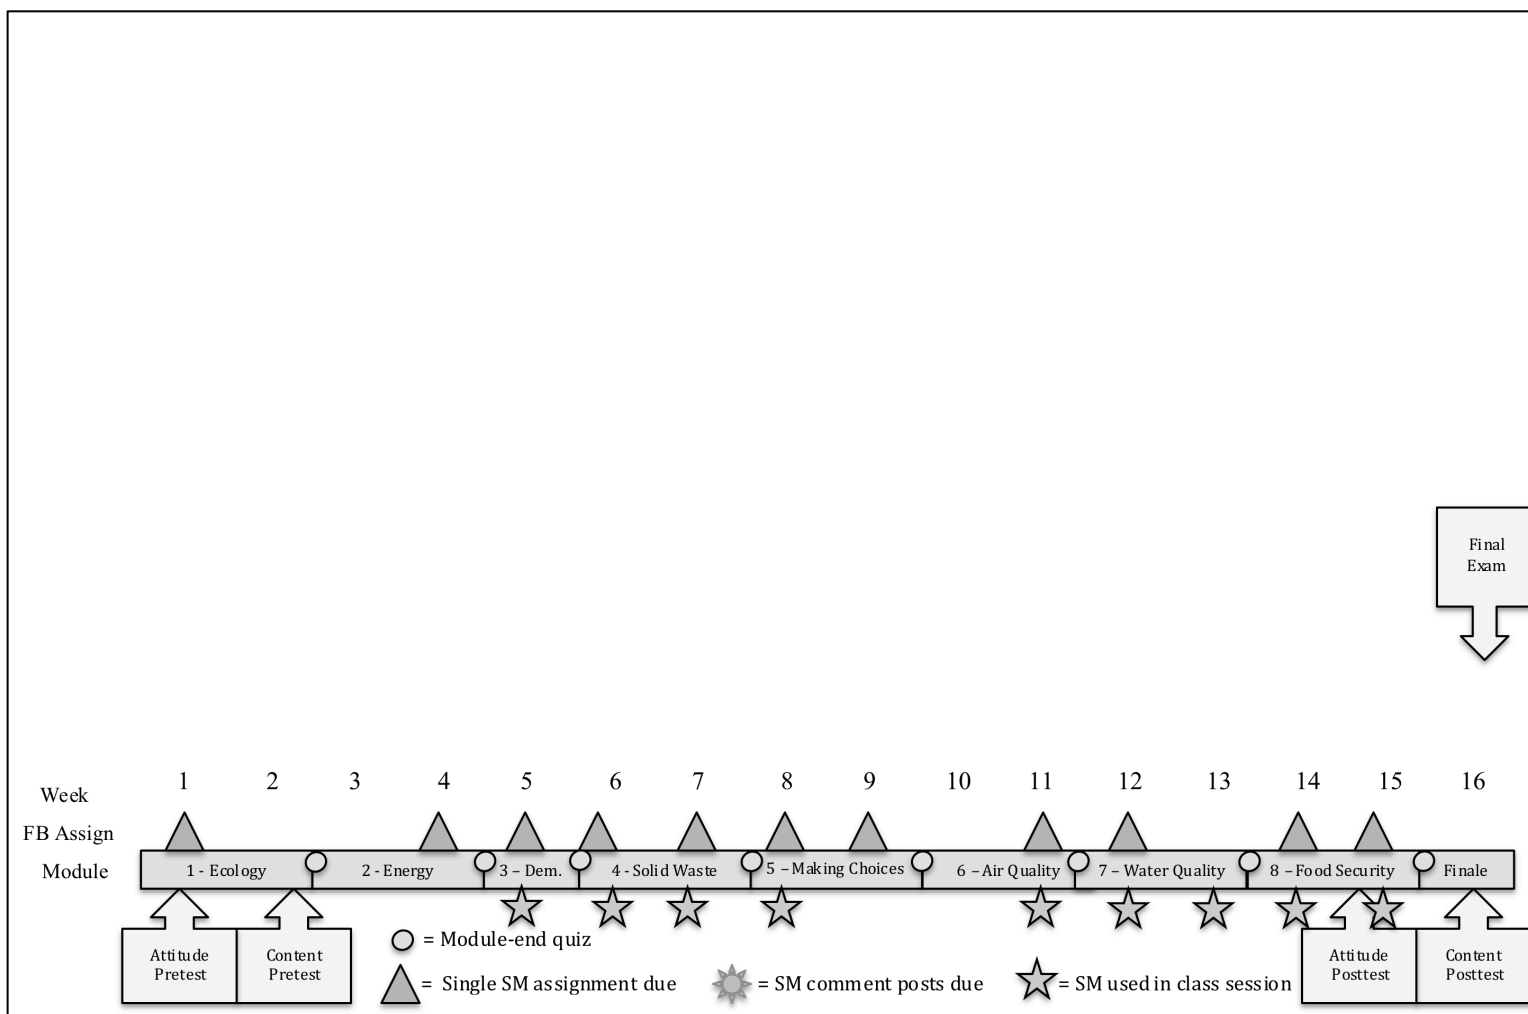 Final
Exam
Week 1 2 3 4 5 6 7 8 9 10 11 12 13 14 15 16
FB Assign
Module 1 - Ecology 2 - Energy 3 – Dem. 4 - Solid Waste 5 – Making Choices 6 – Air Quality 7 – Water Quality 8 – Food Security Finale
Attitude
Pretest
Content
Pretest
= Module-end quiz
= Single SM assignment due
= SM comment posts due
= SM used in class session
Attitude
Posttest
Content
Posttest